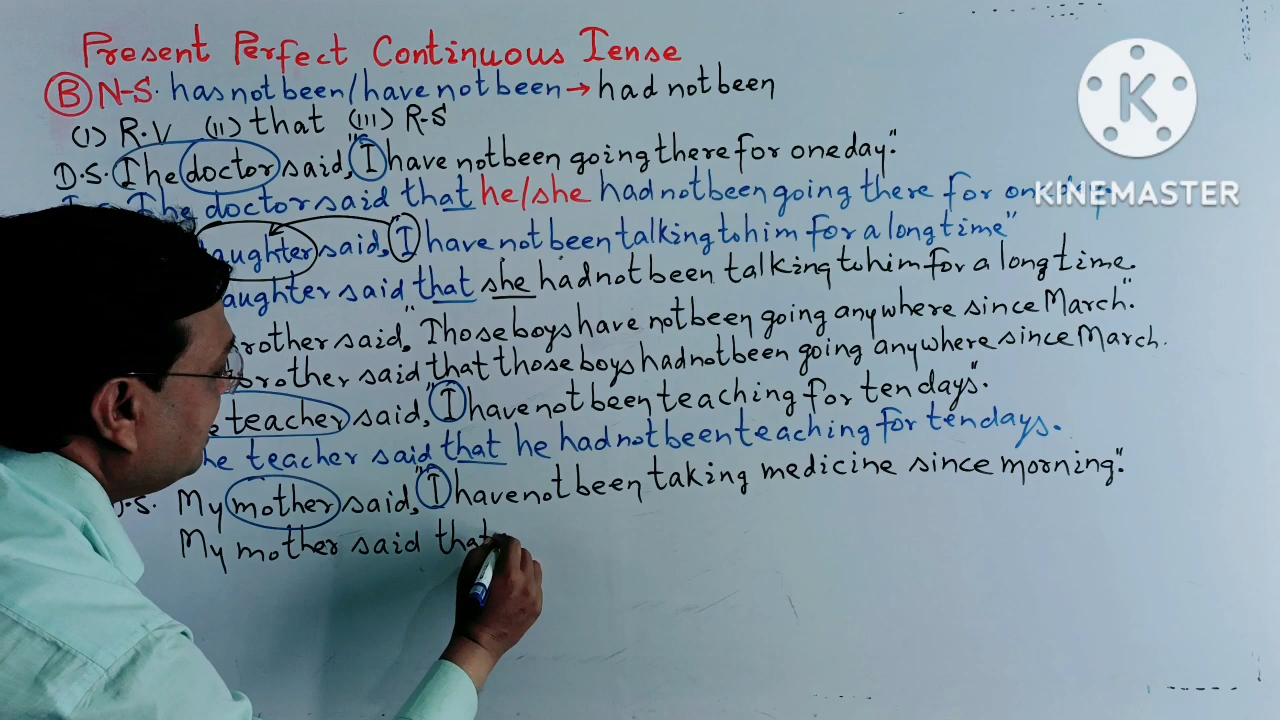 Present Perfect Continuous Tense
(B) N-S. has not been/have not been → had not been
(i) R.V (ii) that (iii) R-S
D.S. The doctor said, "I have not been going there for one day."
The doctor said that he/she had not been going there for
said, "I have not been talking to him for a long time"
said that she had not been talking to him for a long time.
said, "Those boys have not been going anywhere since March".
brother said that those boys had not been going anywhere since March.
teacher said, "I have not been teaching for ten days".
teacher said that he had not been teaching for ten days.
My mother said, "I have not been taking medicine since morning".
My mother said that
K
KINEMASTER